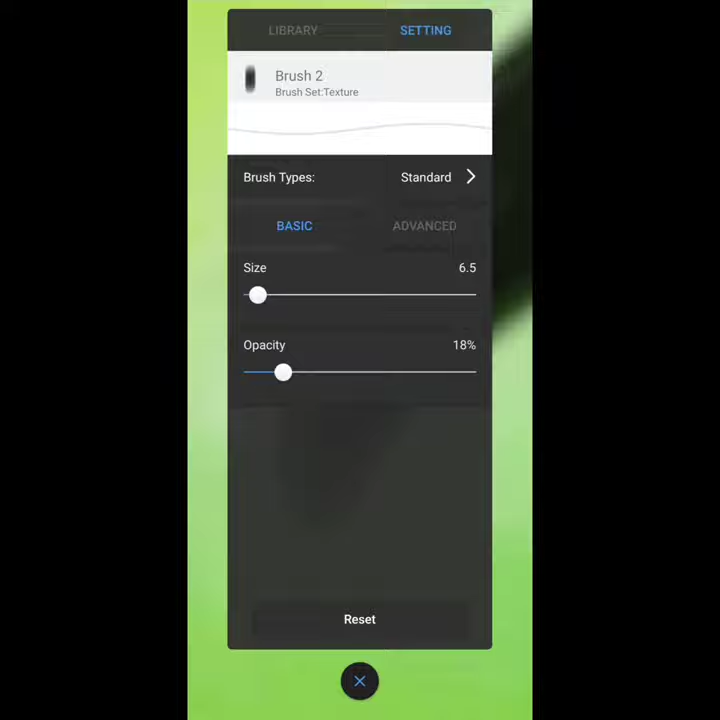 LIBRARY SETTING
Brush 2
Brush Set:Texture
Brush Types: Standard
BASIC ADVANCED
Size 6.5
Opacity 18%
Reset